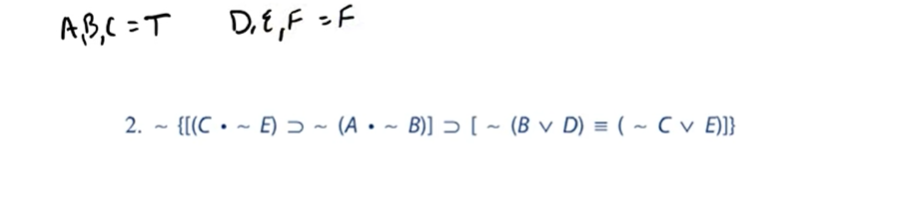 A,B,C = T D,E,F = F
2. ~ {[(C • ~ E) ⊃ ~ (A • ~ B)] ⊃ [ ~ (B ∨ D) ≡ ( ~ C ∨ E)]}